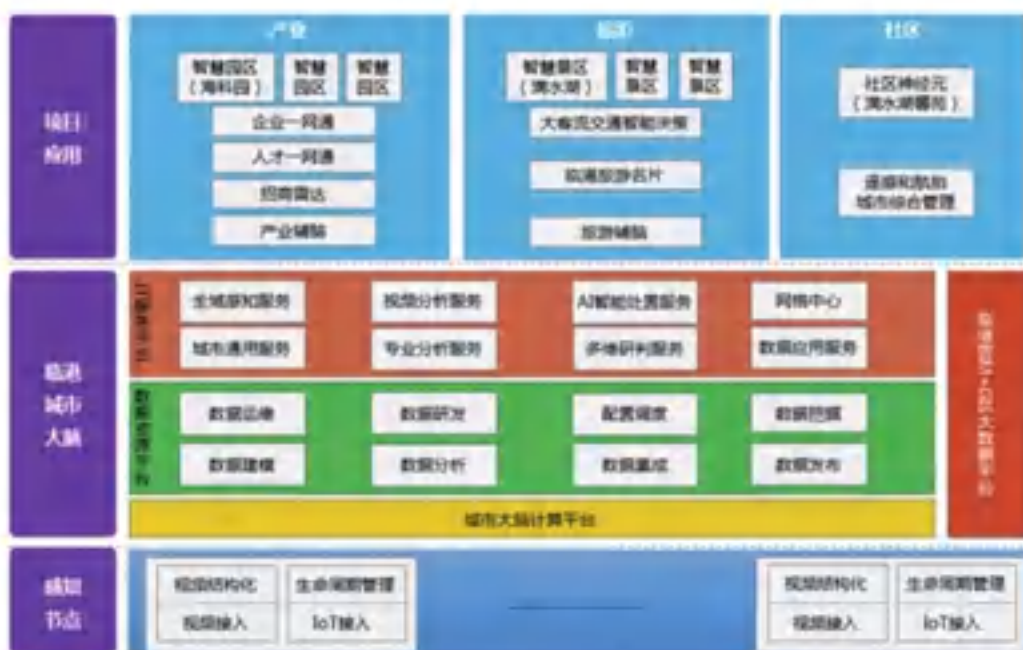 产业
社区
智慧园区
（海科园）
智慧
园区
智慧
园区
智慧景区
（滴水湖）
智慧
景区
智慧
景区
社区神经元
（滴水湖馨苑）
项目
应用
企业一网通
人才一网通
招商雷达
产业辅脑
大客流交通智能决策
临港旅游名片
旅游辅脑
遥感和航拍
城市综合管理
临港
城市
大脑
全域感知服务
视频分析服务
AI智能处置服务
网格中心
城市通用服务
专业分析服务
多维研判服务
数据应用服务
数据运维
数据研发
配置调度
数据挖掘
数据建模
数据分析
数据集成
数据发布
城市大脑计算平台
感知
节点
视频结构化
生命周期管理
视频接入
IoT接入
视频结构化
生命周期管理
视频接入
IoT接入